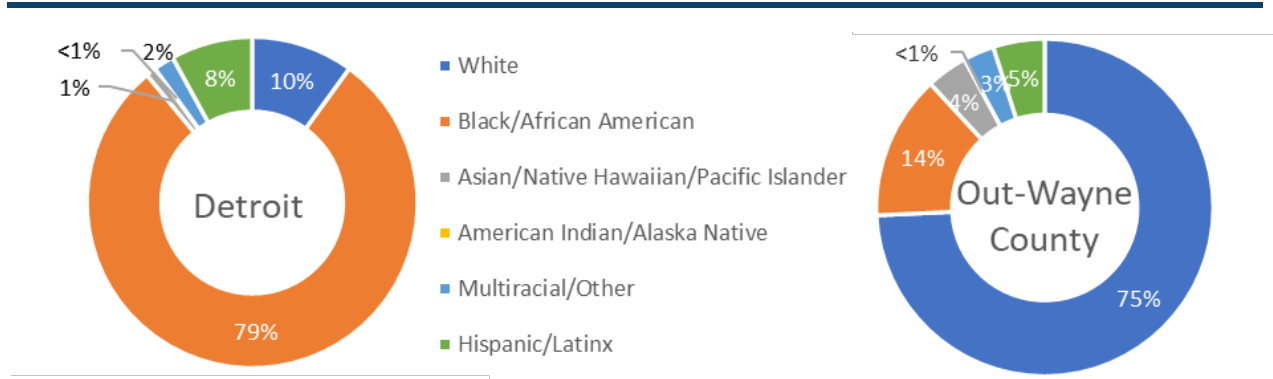 <1%
2%
1%
8%
10%
79%
Detroit
White
Black/African American
Asian/Native Hawaiian/Pacific Islander
American Indian/Alaska Native
Multiracial/Other
Hispanic/Latinx
<1%
3%
5%
4%
14%
75%
Out-Wayne
County